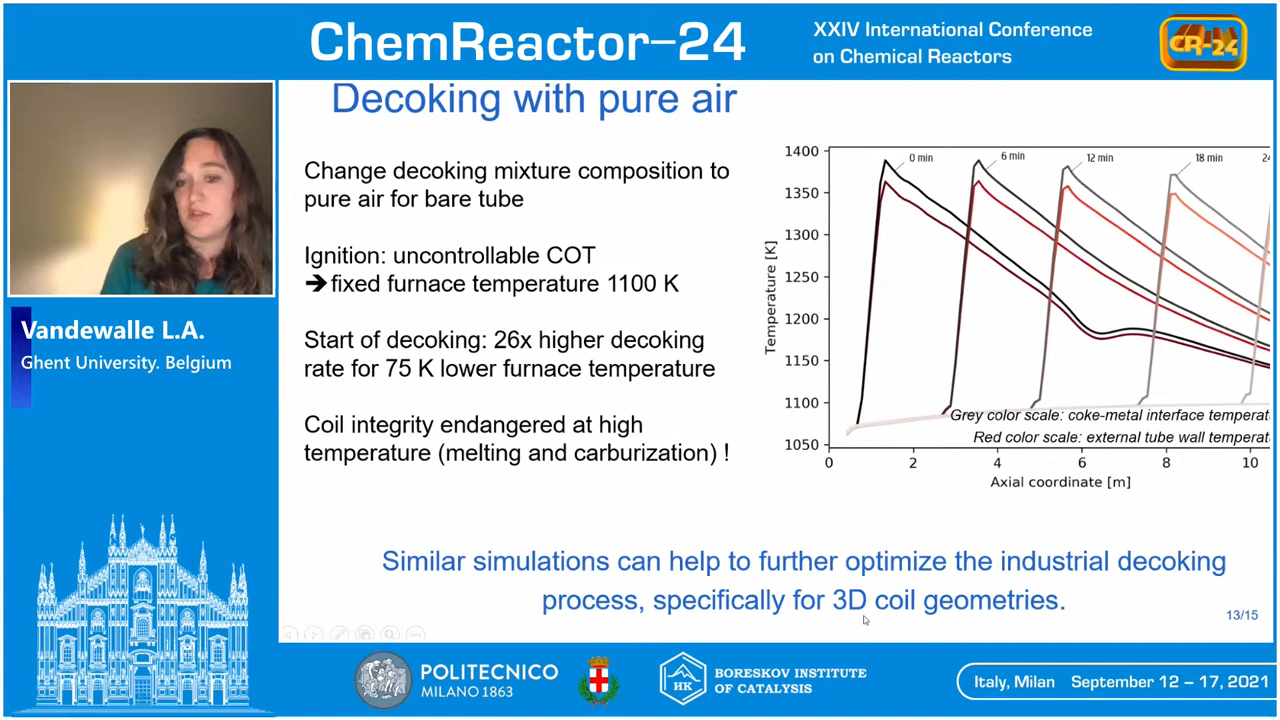 ChemReactor-24
XXIV International Conference
on Chemical Reactors
CR-24
Decoking with pure air
Change decoking mixture composition to
pure air for bare tube
Ignition: uncontrollable COT
➔fixed furnace temperature 1100 K
Start of decoking: 26x higher decoking
rate for 75 K lower furnace temperature
Coil integrity endangered at high
temperature (melting and carburization) !
1400
1350
1300
1250
1200
1150
1100
1050
Temperature [K]
0 min
6 min
12 min
18 min
24
Grey color scale: coke-metal interface temperat
Red color scale: external tube wall temperat
0 2 4 6 8 10
Axial coordinate [m]
Similar simulations can help to further optimize the industrial decoking
process, specifically for 3D coil geometries.
13/15
Vandewalle L.A.
Ghent University. Belgium
POLITECNICO
MILANO 1863
НК
BORESKOV INSTITUTE
OF CATALYSIS
Italy, Milan September 12 – 17, 2021